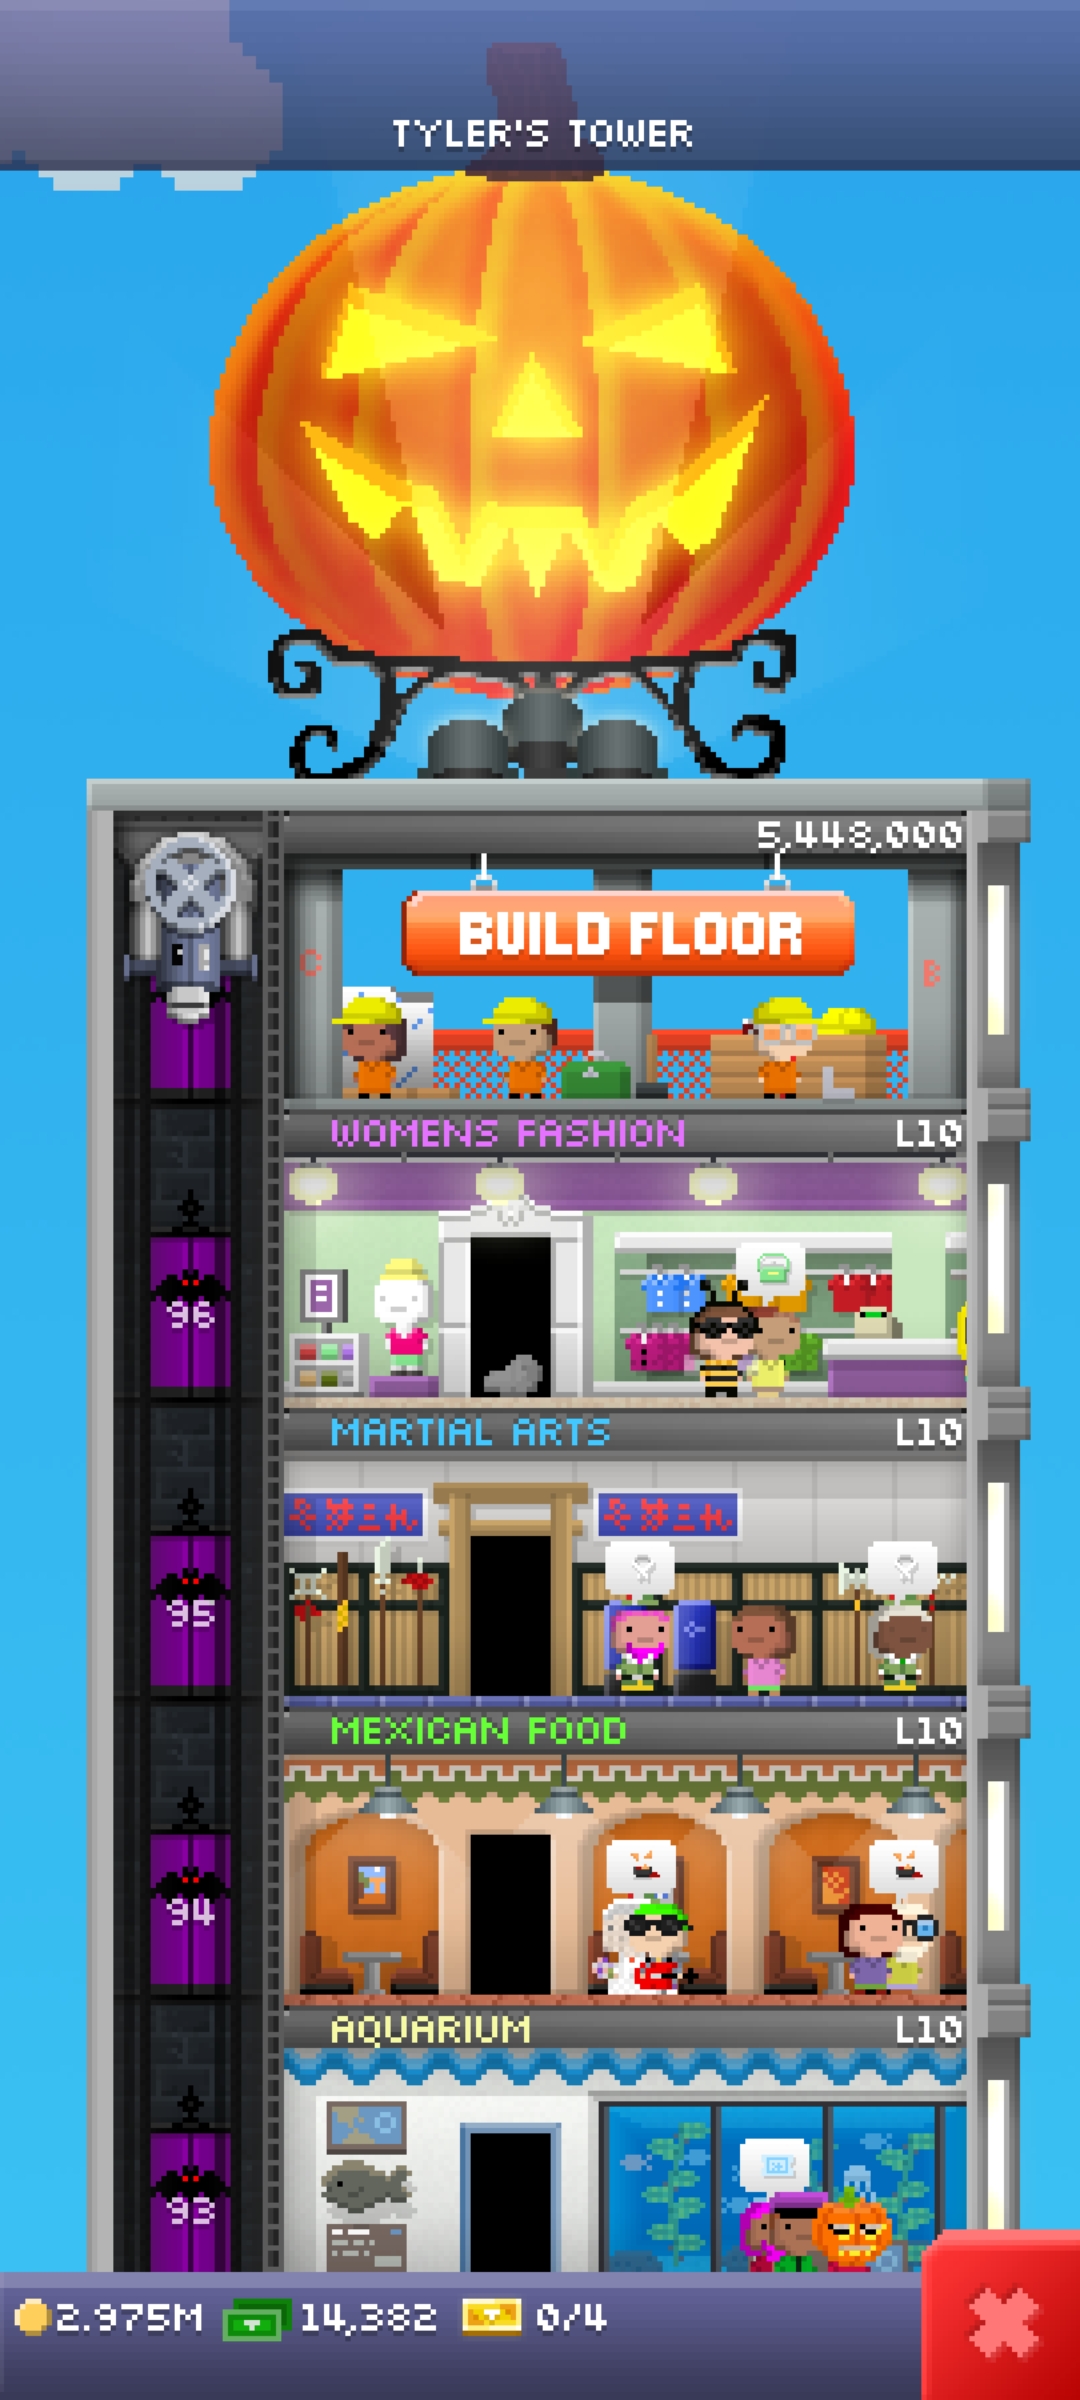 TYLER'S TOWER
5,448,000
BUILD FLOOR
C
B
WOMENS FASHION L10
96
MARTIAL ARTS L10
95
MEXICAN FOOD L10
94
AQUARIUM L10
93
2.975M 14,382 0/4